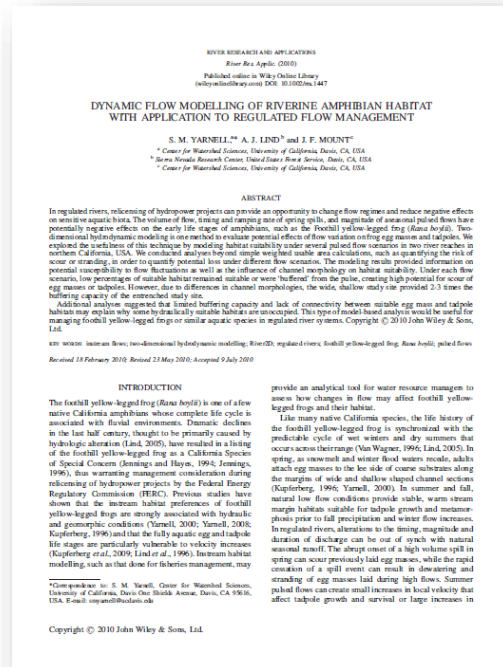 RIVER RESEARCH AND APPLICATIONS
River Res. Applic. (2010)
Published online in Wiley Online Library
(wileyonlinelibrary.com) DOI: 10.1002/rra.1447
DYNAMIC FLOW MODELLING OF RIVERINE AMPHIBIAN HABITAT
WITH APPLICATION TO REGULATED FLOW MANAGEMENT
S. M. YARNELL,a* A. J. LIND b and J. F. MOUNT c
a Center for Watershed Sciences, University of California, Davis, CA, USA
b Sierra Nevada Research Center, United States Forest Service, Davis, CA, USA
c Center for Watershed Sciences, University of California, Davis, CA, USA
ABSTRACT
In regulated rivers, relicensing of hydropower projects can provide an opportunity to change flow regimes and reduce negative effects
on sensitive aquatic biota. The volume of flow, timing and ramping rate of spring spills, and magnitude of aseasonal pulsed flows have
potentially negative effects on the early life stages of amphibians, such as the Foothill yellow-legged frog (Rana boylii). Two-
dimensional hydrodynamic modeling is one method to evaluate potential effects of flow variation on frog egg masses and tadpoles. We
explored the usefulness of this technique by modeling habitat suitability under several pulsed flow scenarios in two river reaches in
northern California, USA. We conducted analyses beyond simple weighted usable area calculations, such as quantifying the risk of
scour or stranding, in order to quantify potential loss under different flow scenarios. The modeling results provided information on
potential susceptibility to flow fluctuations as well as the influence of channel morphology on habitat suitability. Under each flow
scenario, low percentages of suitable habitat remained suitable or were 'buffered' from the pulse, creating high potential for scour of
egg masses or tadpoles. However, due to differences in channel morphologies, the wide, shallow study site provided 2-3 times the
buffering capacity of the entrenched study site.
Additional analyses suggested that limited buffering capacity and lack of connectivity between suitable egg mass and tadpole
habitats may explain why some hydraulically suitable habitats are unoccupied. This type of model-based analysis would be useful for
managing foothill yellow-legged frogs or similar aquatic species in regulated river systems. Copyright © 2010 John Wiley & Sons,
Ltd.
KEY WORDS: instream flows; two-dimensional hydrodynamic modelling; River2D; regulated rivers; foothill yellow-legged frog; Rana boylii; pulsed flows
Received 18 February 2010; Revised 23 May 2010; Accepted 9 July 2010
INTRODUCTION
The foothill yellow-legged frog (Rana boylii) is one of a few
native California amphibians whose complete life cycle is
associated with fluvial environments. Dramatic declines
in the last half century, thought to be primarily caused by
hydrologic alteration (Lind, 2005), have resulted in a listing
of the foothill yellow-legged frog as a California Species
of Special Concern (Jennings and Hayes, 1994; Jennings,
1996), thus warranting management consideration during
relicensing of hydropower projects by the Federal Energy
Regulatory Commission (FERC). Previous studies have
shown that the instream habitat preferences of foothill
yellow-legged frogs are strongly associated with hydraulic
and geomorphic conditions (Yarnell, 2000; Yarnell, 2008;
Kupferberg, 1996) and that the fully aquatic egg and tadpole
life stages are particularly vulnerable to velocity increases
(Kupferberg et al., 2009; Lind et al., 1996). Instream habitat
modelling, such as that done for fisheries management, may
*Correspondence to: S. M. Yarnell, Center for Watershed Sciences,
University of California, Davis One Shields Avenue, Davis, CA 95616,
USA. E-mail: smyarnell@ucdavis.edu
provide an analytical tool for water resource managers to
assess how changes in flow may affect foothill yellow-
legged frogs and their habitat.
Like many native California species, the life history of
the foothill yellow-legged frog is synchronized with the
predictable cycle of wet winters and dry summers that
occurs across their range (Van Wagner, 1996; Lind, 2005). In
spring, as snowmelt and winter flood waters recede, adults
attach egg masses to the lee side of coarse substrates along
the margins of wide and shallow shaped channel sections
(Kupferberg, 1996; Yarnell, 2000). In summer and fall,
natural low flow conditions provide stable, warm stream
margin habitats suitable for tadpole growth and metamor-
phosis prior to fall precipitation and winter flow increases.
In regulated rivers, alterations to the timing, magnitude and
duration of discharge can be out of synch with natural
seasonal runoff. The abrupt onset of a high volume spill in
spring can scour previously laid egg masses, while the rapid
cessation of a spill event can result in dewatering and
stranding of egg masses laid during high flows. Summer
pulsed flows can create small increases in local velocity that
affect tadpole growth and survival or large increases in
Copyright © 2010 John Wiley & Sons, Ltd.